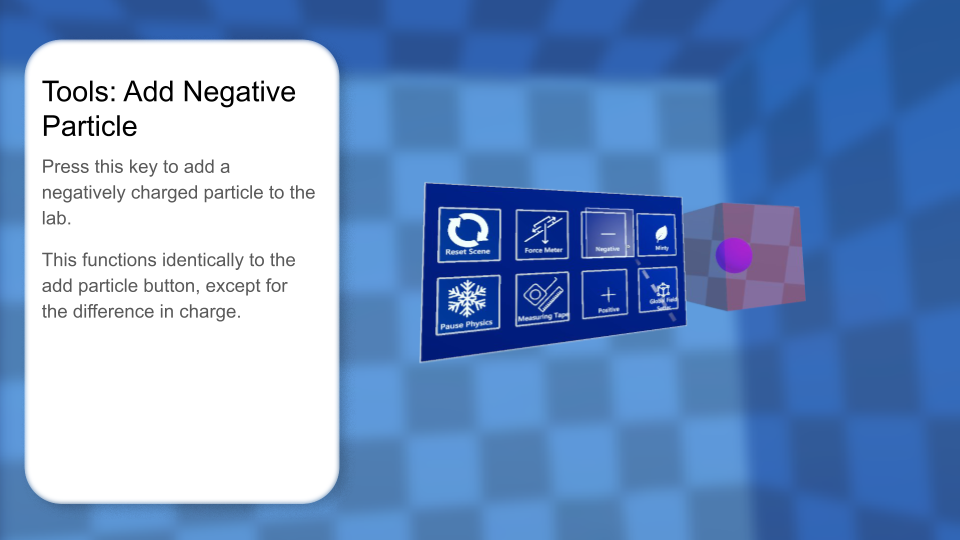 Tools: Add Negative
Particle
Press this key to add a
negatively charged particle to the
lab.
This functions identically to the
add particle button, except for
the difference in charge.
Reset Scene
Force Meter
Negative
Minty
Pause Physics
Measuring Tape
Positive
Global Field